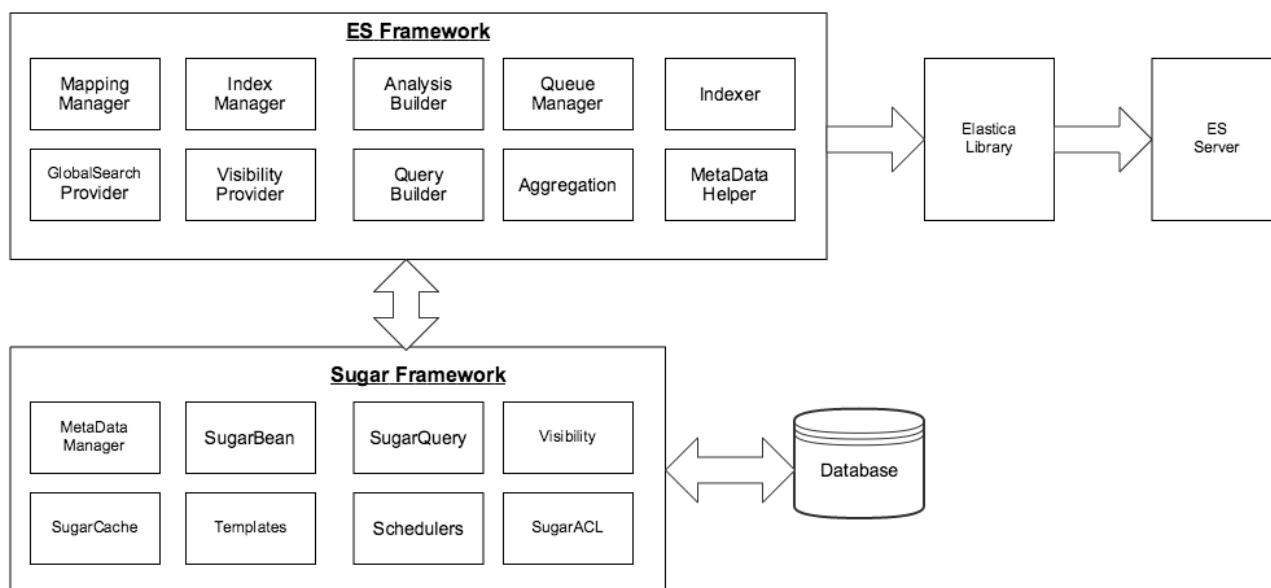 ES Framework
Mapping
Manager
Index
Manager
Analysis
Builder
Queue
Manager
Indexer
GlobalSearch
Provider
Visibility
Provider
Query
Builder
Aggregation
MetaData
Helper
Elastica
Library
ES
Server
Sugar Framework
MetaData
Manager
SugarBean
SugarQuery
Visibility
SugarCache
Templates
Schedulers
SugarACL
Database